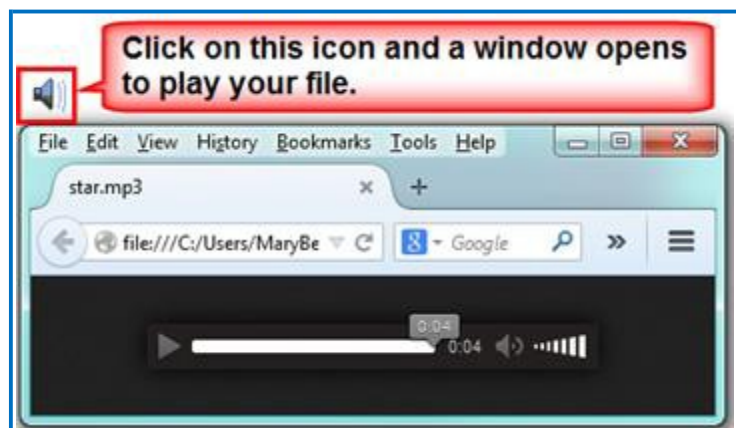 Click on this icon and a window opens
to play your file.
File Edit View History Bookmarks Tools Help
star.mp3
file:///C:/Users/MaryBe
8 Google
0:04
0:04